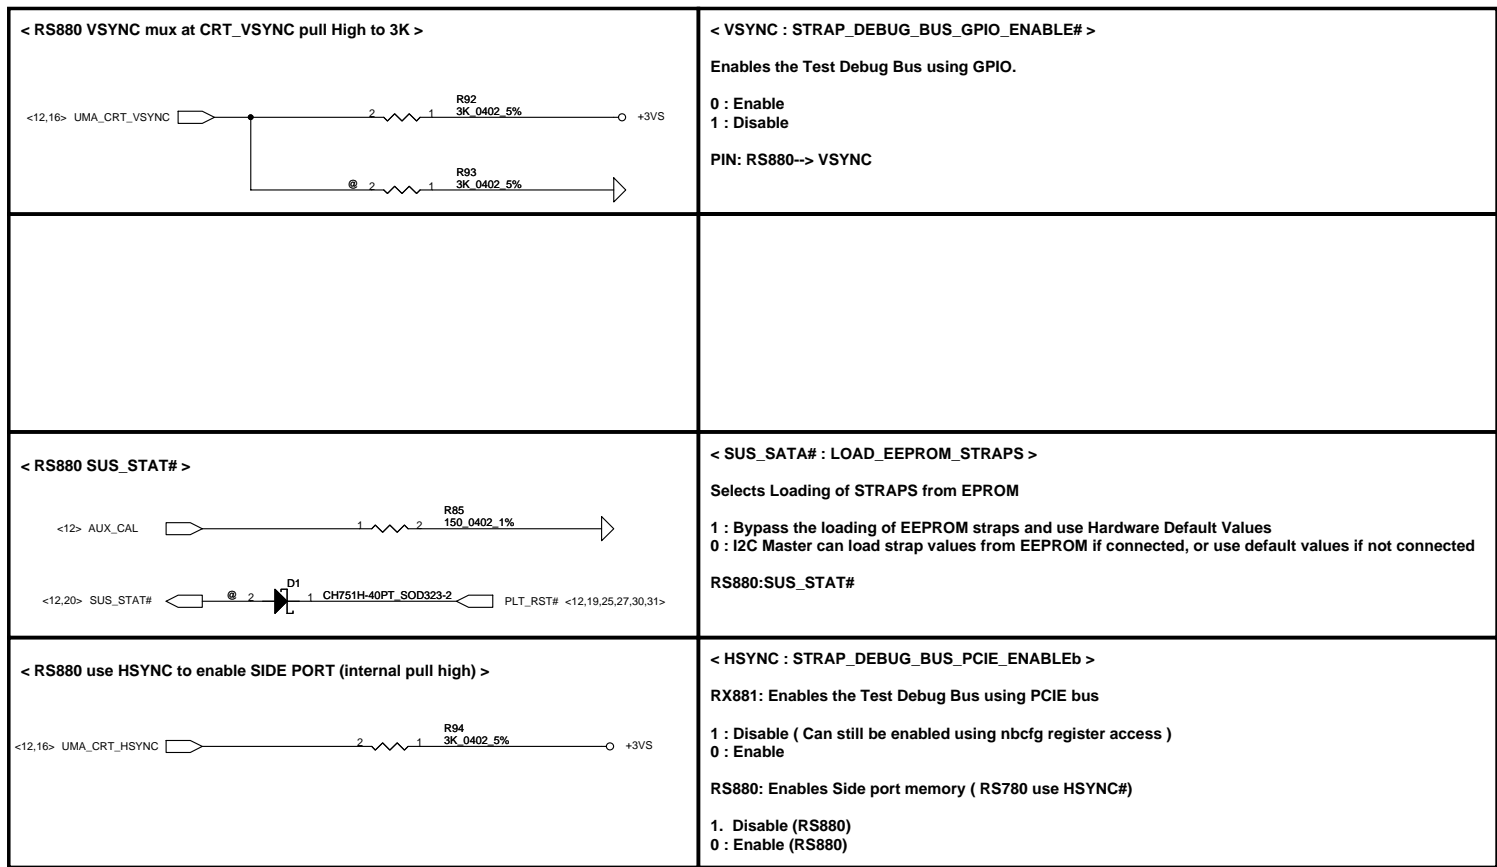 < RS880 VSYNC mux at CRT_VSYNC pull High to 3K >
<12,16> UMA_CRT_VSYNC
2
1
R92
3K_0402_5%
+3VS
@
2
1
R93
3K_0402_5%
< VSYNC : STRAP_DEBUG_BUS_GPIO_ENABLE# >
Enables the Test Debug Bus using GPIO.
0 : Enable
1 : Disable
PIN: RS880--> VSYNC
< RS880 SUS_STAT# >
<12> AUX_CAL
1
2
R85
150_0402_1%
<12,20> SUS_STAT#
@
2
D1
1
CH751H-40PT_SOD323-2
PLT_RST# <12,19,25,27,30,31>
< SUS_SATA# : LOAD_EEPROM_STRAPS >
Selects Loading of STRAPS from EPROM
1 : Bypass the loading of EEPROM straps and use Hardware Default Values
0 : I2C Master can load strap values from EEPROM if connected, or use default values if not connected
RS880:SUS_STAT#
< RS880 use HSYNC to enable SIDE PORT (internal pull high) >
<12,16> UMA_CRT_HSYNC
2
1
R94
3K_0402_5%
+3VS
< HSYNC : STRAP_DEBUG_BUS_PCIE_ENABLEb >
RX881: Enables the Test Debug Bus using PCIE bus
1 : Disable ( Can still be enabled using nbcfg register access )
0 : Enable
RS880: Enables Side port memory ( RS780 use HSYNC#)
1. Disable (RS880)
0 : Enable (RS880)